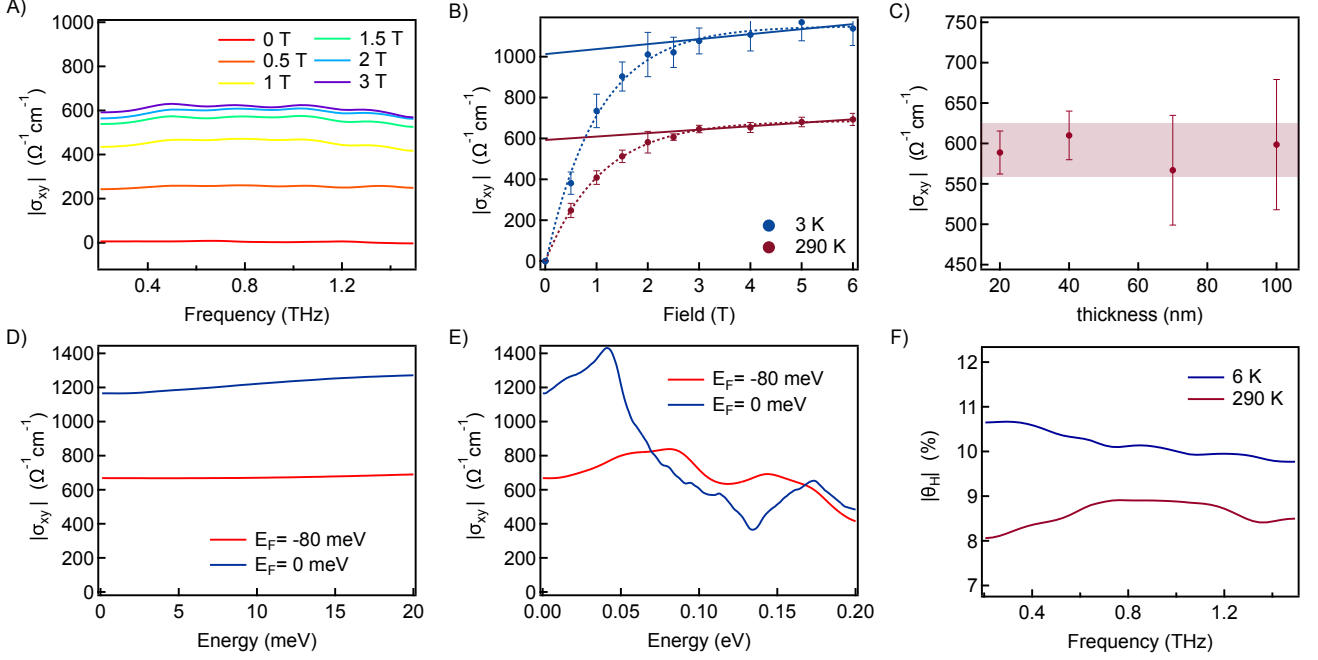 A)
1000
800
600
400
200
0
|σxy| (Ω⁻¹cm⁻¹)
0 T
0.5 T
1 T
1.5 T
2 T
3 T
0.4
0.8
1.2
Frequency (THz)
B)
1000
800
600
400
200
0
|σxy| (Ω⁻¹cm⁻¹)
3 K
290 K
0
1
2
3
4
5
6
Field (T)
C)
750
700
650
600
550
500
450
|σxy| (Ω⁻¹cm⁻¹)
20
40
60
80
100
thickness (nm)
D)
1400
1200
1000
800
600
400
200
0
|σxy| (Ω⁻¹cm⁻¹)
EF= -80 meV
EF= 0 meV
0
5
10
15
20
Energy (meV)
E)
1400
1200
1000
800
600
400
200
0
|σxy| (Ω⁻¹cm⁻¹)
EF= -80 meV
EF= 0 meV
0.00
0.05
0.10
0.15
0.20
Energy (eV)
F)
12
11
10
9
8
7
|θH| (%)
6 K
290 K
0.4
0.8
1.2
Frequency (THz)